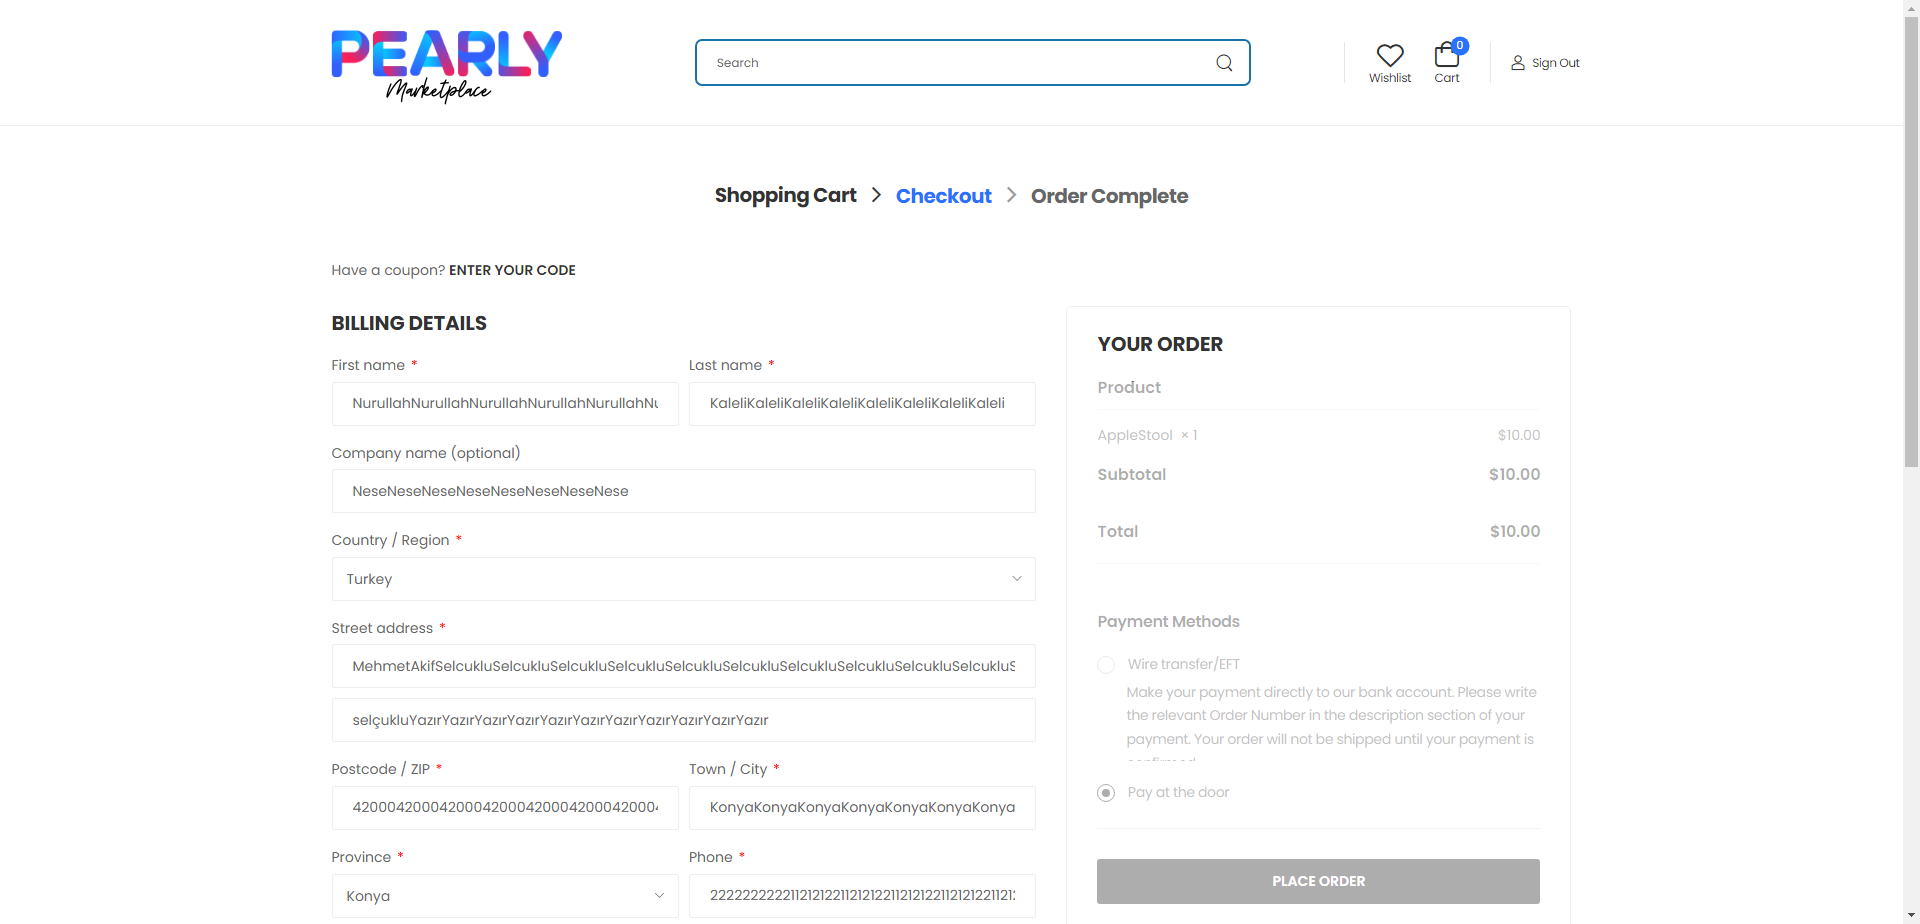 PEARLY
Marketplace
Search
Wishlist
0
Cart
Sign Out
Shopping Cart
Checkout
Order Complete
Have a coupon? ENTER YOUR CODE
BILLING DETAILS
First name *
Last name *
NurullahNurullahNurullahNurullahNurullahNu
KaleliKaleliKaleliKaleliKaleliKaleliKaleliKaleli
Company name (optional)
NeseNeseNeseNeseNeseNeseNeseNese
Country / Region *
Turkey
Street address *
MehmetAkifSelcukluSelcukluSelcukluSelcukluSelcukluSelcukluSelcukluSelcukluSelcukluSelcukluS
selçukluYazırYazırYazırYazırYazırYazırYazırYazırYazırYazırYazır
Postcode / ZIP *
Town / City *
420004200042000420004200042000420004
KonyaKonyaKonyaKonyaKonyaKonyaKonya
Province *
Phone *
Konya
2222222222112121221121212211212122112121221121:
YOUR ORDER
Product
AppleStool × 1
$10.00
Subtotal
$10.00
Total
$10.00
Payment Methods
Wire transfer/EFT
Make your payment directly to our bank account. Please write
the relevant Order Number in the description section of your
payment. Your order will not be shipped until your payment is
confirmed
Pay at the door
PLACE ORDER